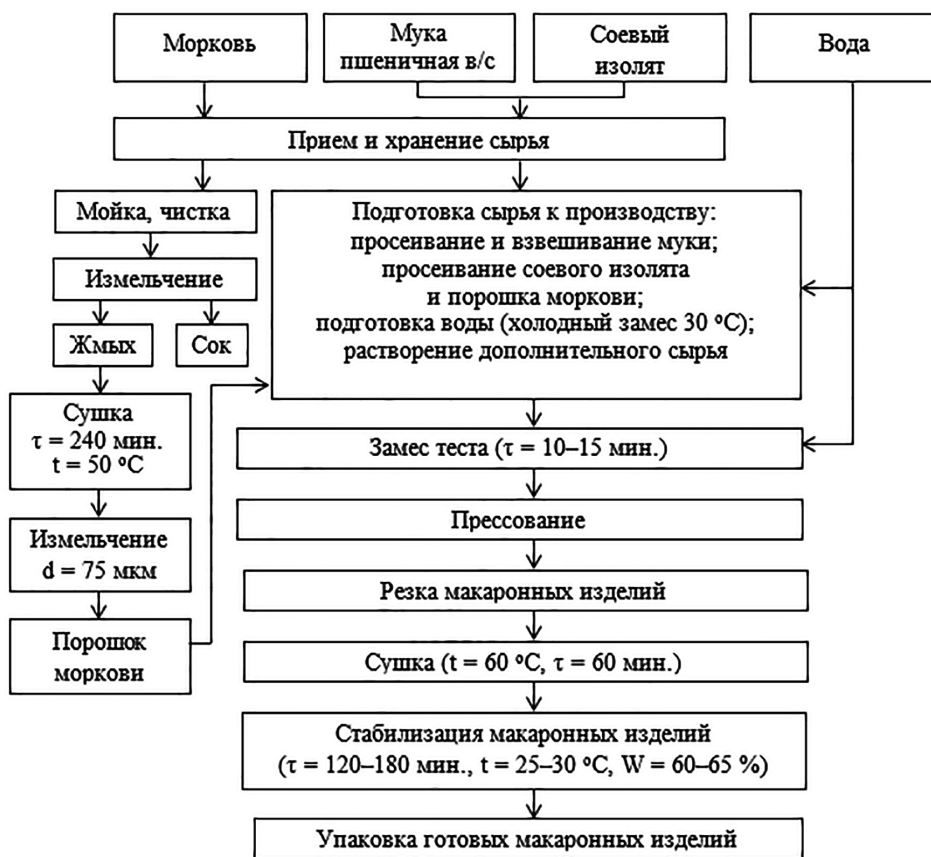 Морковь
Мука
пшеничная в/с
Соевый
изолят
Вода
Прием и хранение сырья
Мойка, чистка
Измельчение
Жмых
Сок
Сушка
τ = 240 мин.
t = 50 °С
Измельчение
d = 75 мкм
Порошок
моркови
Подготовка сырья к производству:
просеивание и взвешивание муки;
просеивание соевого изолята
и порошка моркови;
подготовка воды (холодный замес 30 °С);
растворение дополнительного сырья
Замес теста (τ = 10–15 мин.)
Прессование
Резка макаронных изделий
Сушка (t = 60 °С, τ = 60 мин.)
Стабилизация макаронных изделий
(τ = 120–180 мин., t = 25–30 °С, W = 60–65 %)
Упаковка готовых макаронных изделий